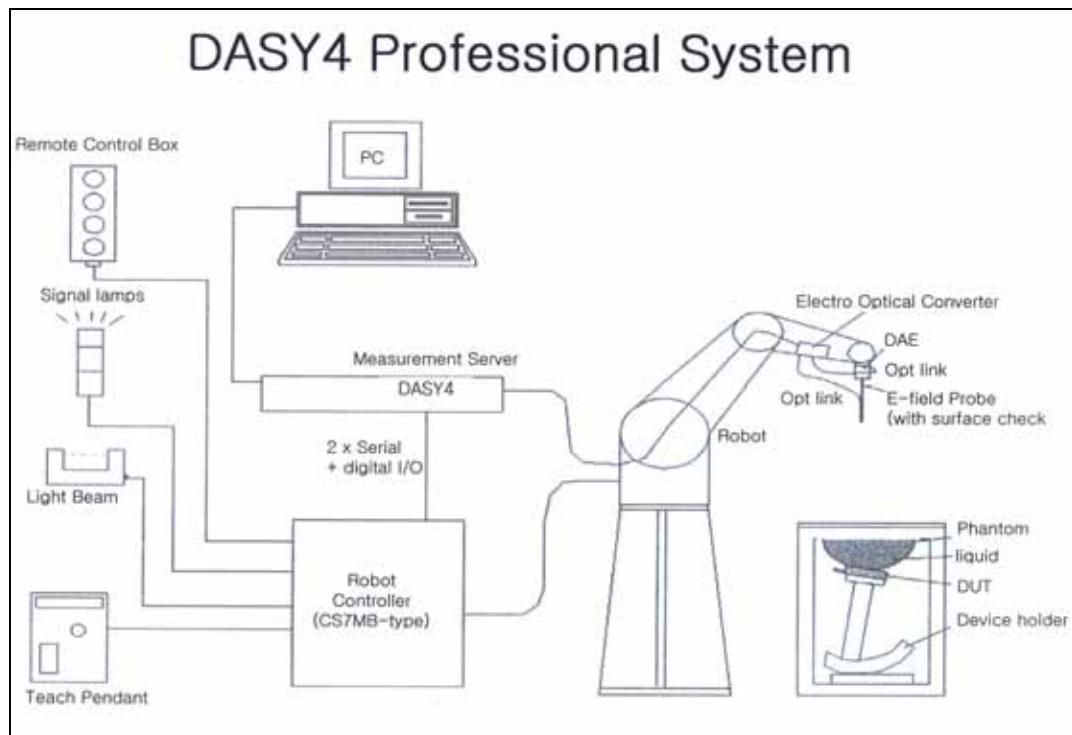 DASY4 Professional System
Remote Control Box
PC
Signal lamps
Electro Optical Converter
DAE
Measurement Server
DASY4
Opt link
Opt link
E-field Probe
(with surface check
Robot
2 x Serial
+ digital I/O
Light Beam
Phantom
liquid
DUT
Robot
Controller
(CS7MB-type)
Device holder
Teach Pendant